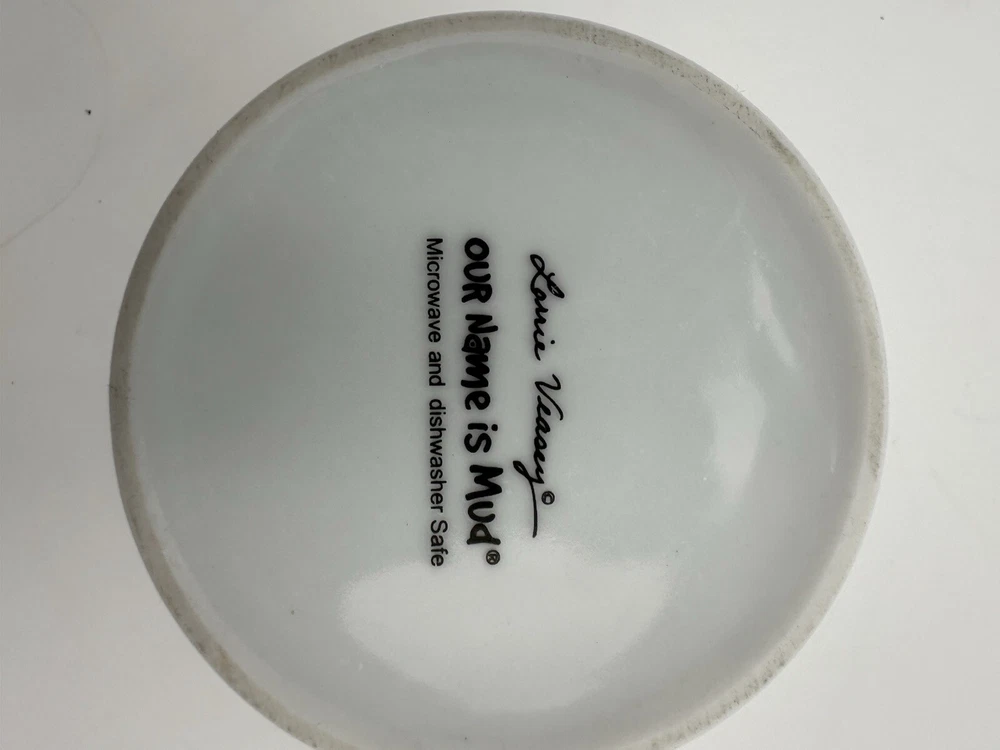 Lorrie Veasey©
OUR Name is Mud®
Microwave and dishwasher Safe